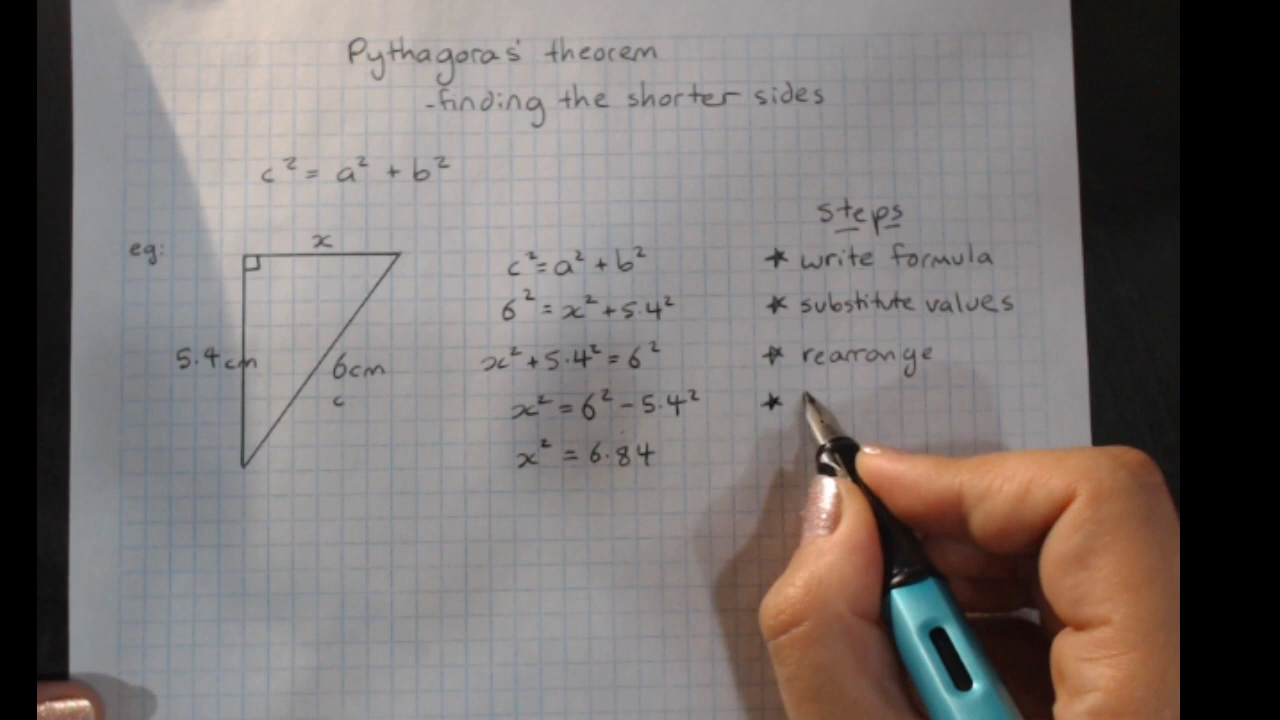 Pythagoras' theorem
-finding the shorter sides
c² = a² + b²
steps
eg:
x
5.4cm
6cm
c
c² = a² + b²
* write formula
6² = x² + 5.4²
* substitute values
x² + 5.4² = 6²
* rearrange
x² = 6² - 5.4²
*
x² = 6.84